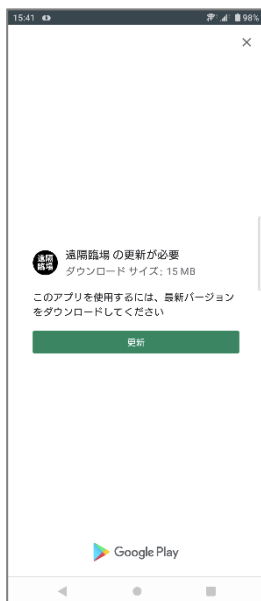 15:41
98%
遠隔臨場 の更新が必要
遠隔
臨場
ダウンロード サイズ: 15 MB
このアプリを使用するには、最新バージョン
をダウンロードしてください
更新
Google Play